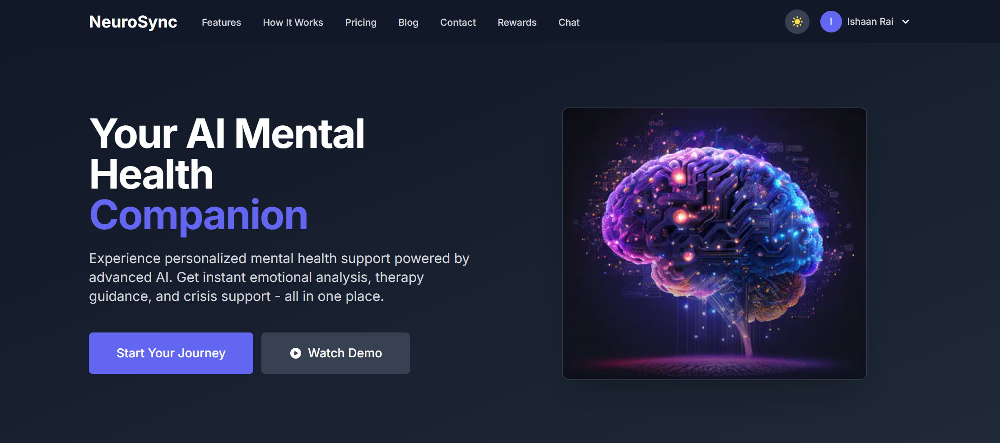 NeuroSync Features How It Works Pricing Blog Contact Rewards Chat I Ishaan Rai
Your AI Mental
Health
Companion
Experience personalized mental health support powered by
advanced AI. Get instant emotional analysis, therapy
guidance, and crisis support - all in one place.
Start Your Journey Watch Demo